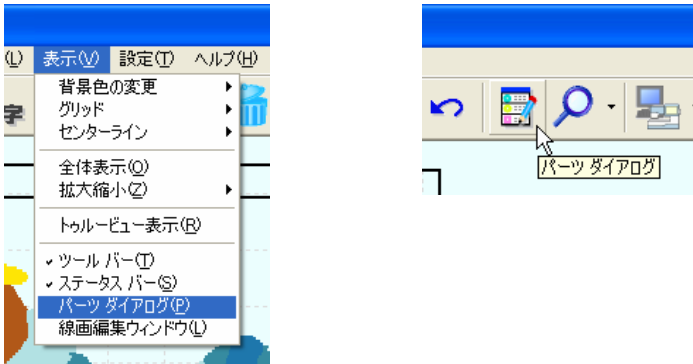 (L) 表示(V) 設定(T) ヘルプ(H)
背景色の変更
グリッド
センターライン
全体表示(O)
拡大縮小(Z)
トゥルービュー表示(R)
ツール バー(T)
ステータス バー(S)
パーツ ダイアログ(P)
線画編集ウィンドウ(L)
字
パーツ ダイアログ